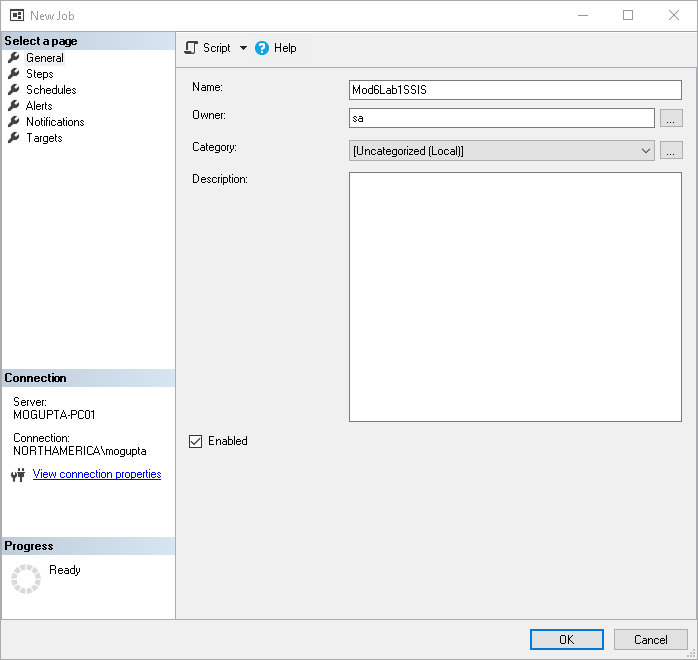 New Job
Select a page
General
Steps
Schedules
Alerts
Notifications
Targets
Connection
Server:
MOGUPTA-PC01
Connection:
NORTHAMERICA\mogupta
View connection properties
Progress
Ready
Script
Help
Name:
Mod6Lab1SSIS
Owner:
sa
...
Category:
[Uncategorized (Local)]
...
Description:
Enabled
OK
Cancel